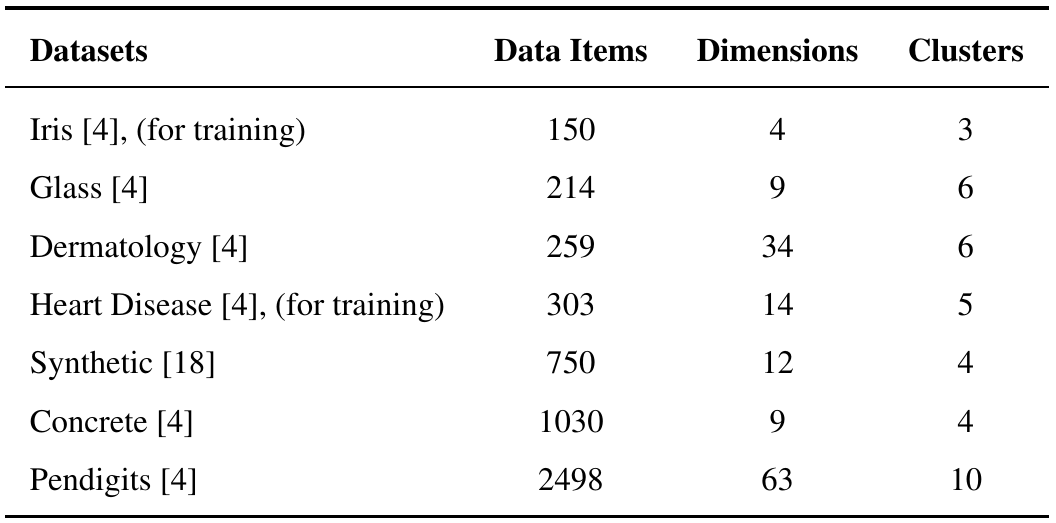 Datasets Data Items Dimensions Clusters
Iris [4], (for training) 150 4 3
Glass [4] 214 9 6
Dermatology [4] 259 34 6
Heart Disease [4], (for training) 303 14 5
Synthetic [18] 750 12 4
Concrete [4] 1030 9 4
Pendigits [4] 2498 63 10